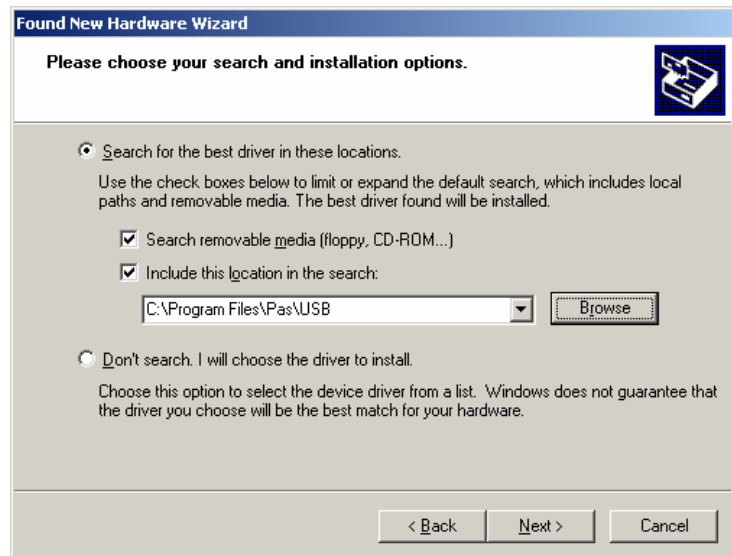 Found New Hardware Wizard
Please choose your search and installation options.
Search for the best driver in these locations.
Use the check boxes below to limit or expand the default search, which includes local
paths and removable media. The best driver found will be installed.
Search removable media (floppy, CD-ROM...)
Include this location in the search:
C:\Program Files\Pas\USB
Browse
Don't search. I will choose the driver to install.
Choose this option to select the device driver from a list. Windows does not guarantee that
the driver you choose will be the best match for your hardware.
< Back
Next >
Cancel